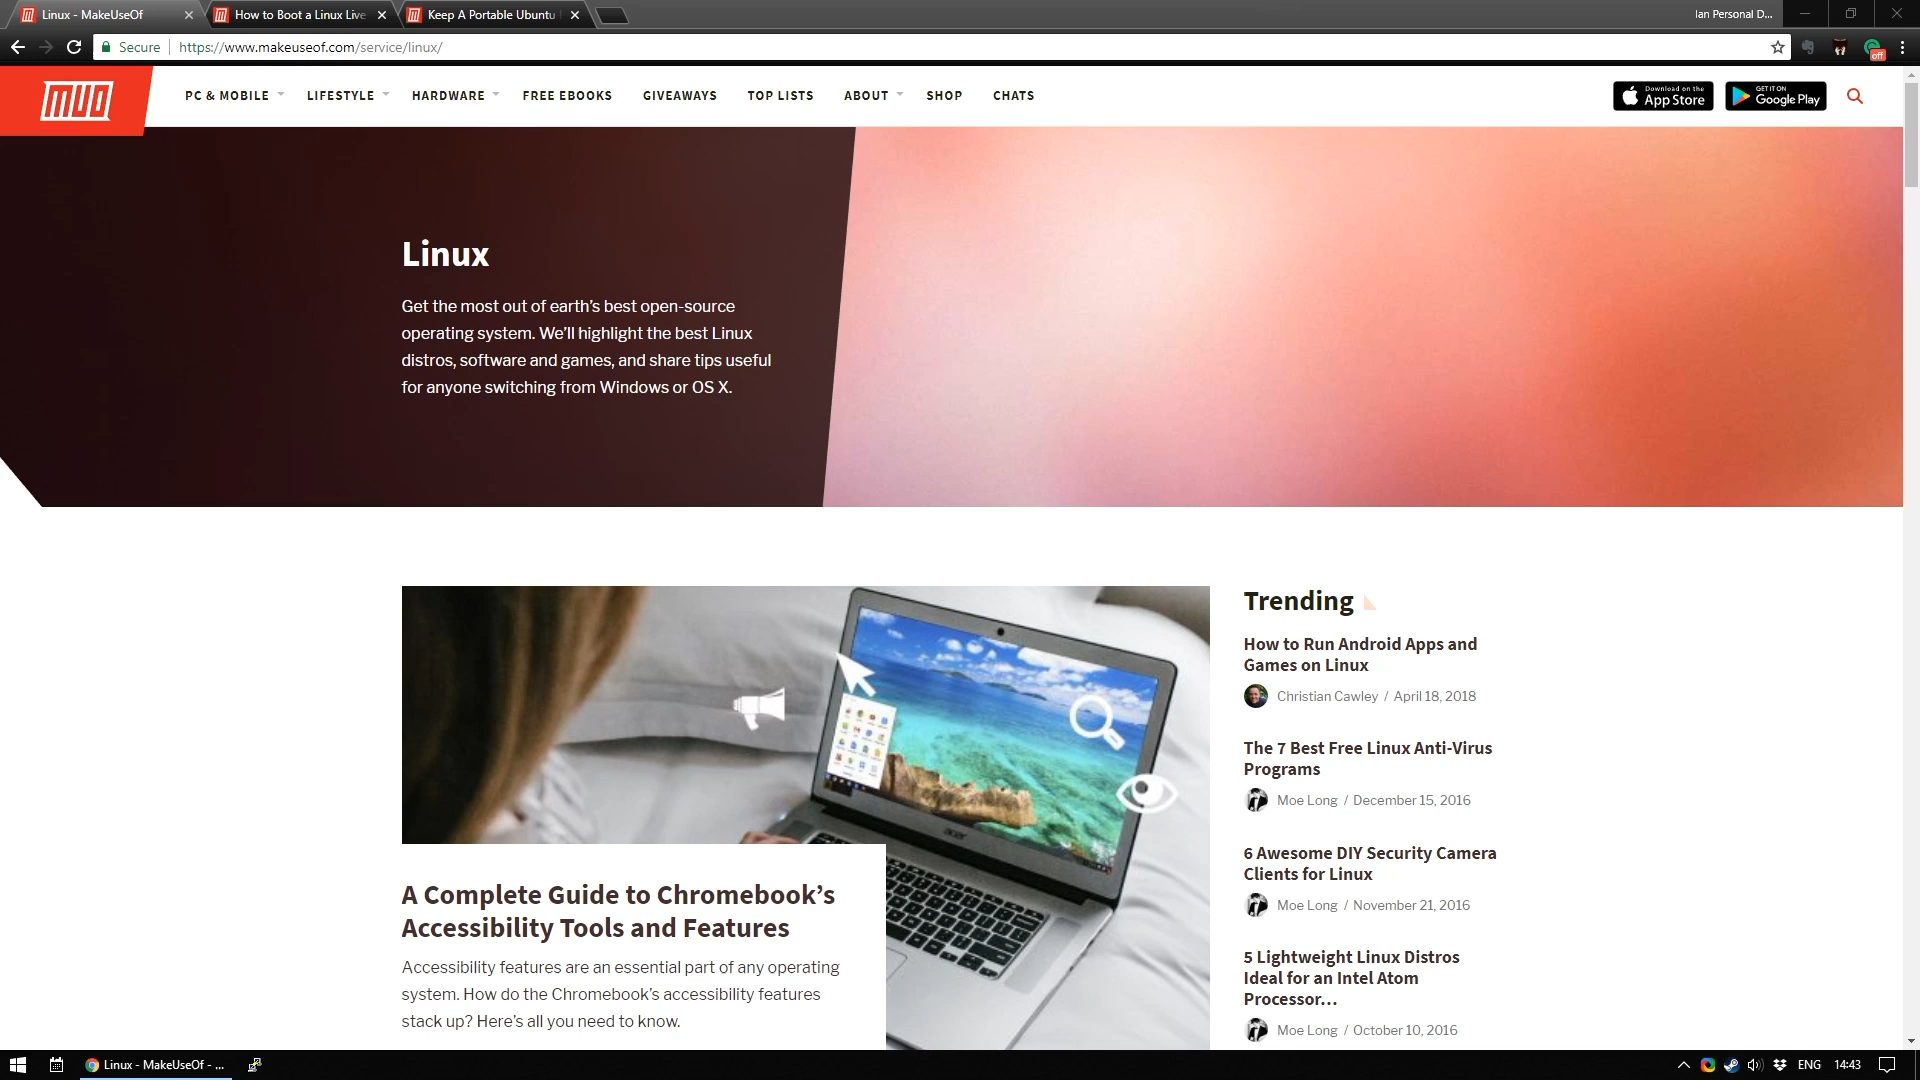 Linux - MakeUseOf
How to Boot a Linux Live
Keep A Portable Ubuntu
Ian Personal D...
Secure
https://www.makeuseof.com/service/linux/
off
MUO
PC & MOBILE
LIFESTYLE
HARDWARE
FREE EBOOKS
GIVEAWAYS
TOP LISTS
ABOUT
SHOP
CHATS
Download on the
App Store
GET IT ON
Google Play
Linux
Get the most out of earth’s best open-source
operating system. We’ll highlight the best Linux
distros, software and games, and share tips useful
for anyone switching from Windows or OS X.
acer
A Complete Guide to Chromebook’s
Accessibility Tools and Features
Accessibility features are an essential part of any operating
system. How do the Chromebook’s accessibility features
stack up? Here’s all you need to know.
Trending
How to Run Android Apps and
Games on Linux
Christian Cawley / April 18, 2018
The 7 Best Free Linux Anti-Virus
Programs
Moe Long / December 15, 2016
6 Awesome DIY Security Camera
Clients for Linux
Moe Long / November 21, 2016
5 Lightweight Linux Distros
Ideal for an Intel Atom
Processor…
Moe Long / October 10, 2016
Linux - MakeUseOf - ...
ENG
14:43